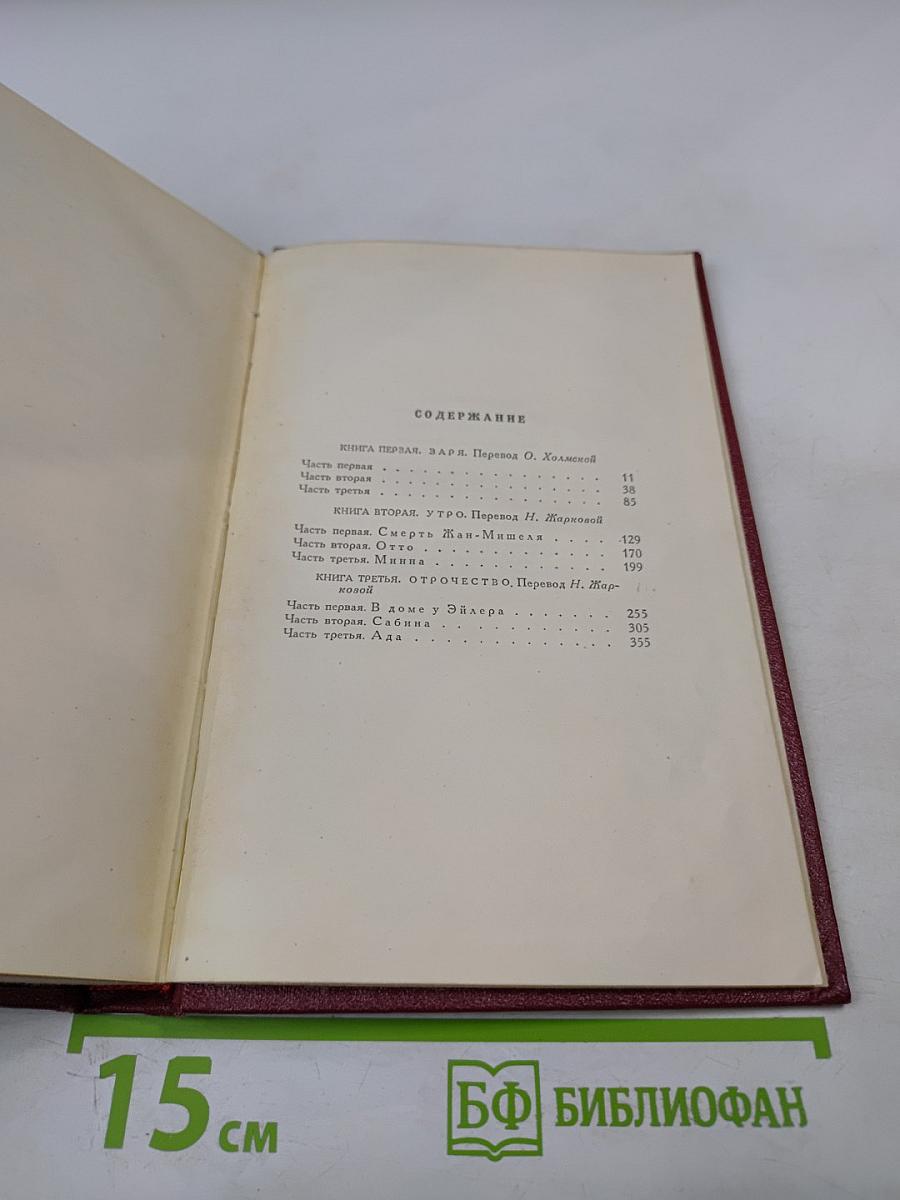 СОДЕРЖАНИЕ
КНИГА ПЕРВАЯ. ЗАРЯ. Перевод О. Холмской
Часть первая . . . . . . . . . . . . . . . . . 11
Часть вторая . . . . . . . . . . . . . . . . . 38
Часть третья . . . . . . . . . . . . . . . . . 85
КНИГА ВТОРАЯ. УТРО. Перевод Н. Жарковой
Часть первая. Смерть Жан-Мишеля . . . . 129
Часть вторая. Отто . . . . . . . . . . . . . 170
Часть третья. Минна . . . . . . . . . . . . 199
КНИГА ТРЕТЬЯ. ОТРОЧЕСТВО. Перевод Н. Жар-
ковой
Часть первая. В доме у Эйлера . . . . . . . 255
Часть вторая. Сабина . . . . . . . . . . . 305
Часть третья. Ада . . . . . . . . . . . . . 355
15 см
БФ БИБЛИОФАН